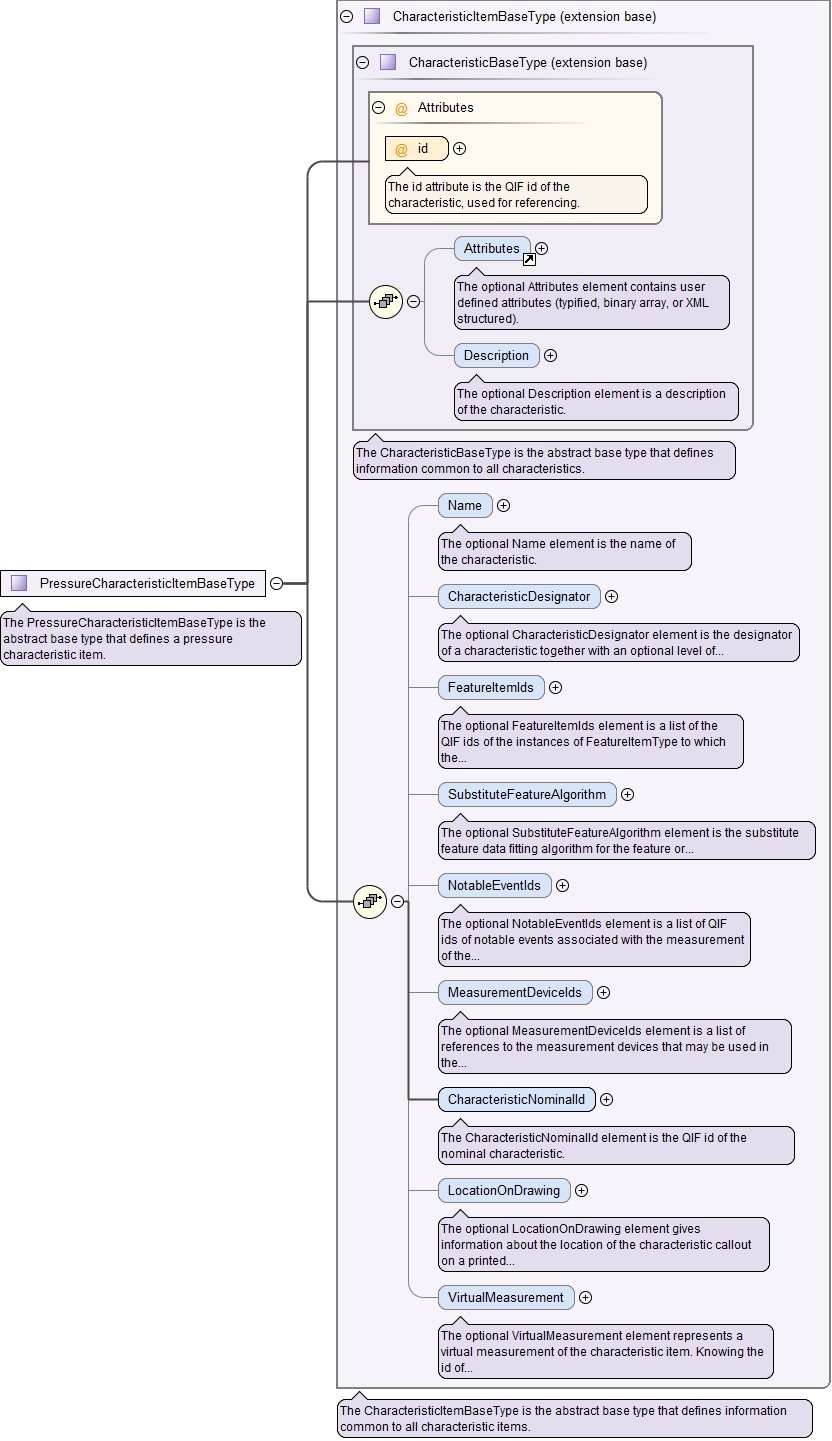 CharacteristicItemBaseType (extension base)
CharacteristicBaseType (extension base)
@ Attributes
@ id
The id attribute is the QIF id of the
characteristic, used for referencing.
Attributes
The optional Attributes element contains user
defined attributes (typified, binary array, or XML
structured).
Description
The optional Description element is a description
of the characteristic.
The CharacteristicBaseType is the abstract base type that defines
information common to all characteristics.
Name
The optional Name element is the name of
the characteristic.
PressureCharacteristicItemBaseType
The PressureCharacteristicItemBaseType is the
abstract base type that defines a pressure
characteristic item.
CharacteristicDesignator
The optional CharacteristicDesignator element is the designator
of a characteristic together with an optional level of...
FeatureItemIds
The optional FeatureItemIds element is a list of the
QIF ids of the instances of FeatureItemType to which
the...
SubstituteFeatureAlgorithm
The optional SubstituteFeatureAlgorithm element is the substitute
feature data fitting algorithm for the feature or...
NotableEventIds
The optional NotableEventIds element is a list of QIF
ids of notable events associated with the measurement
of the...
MeasurementDeviceIds
The optional MeasurementDeviceIds element is a list of
references to the measurement devices that may be used in
the...
CharacteristicNominalId
The CharacteristicNominalId element is the QIF id of the
nominal characteristic.
LocationOnDrawing
The optional LocationOnDrawing element gives
information about the location of the characteristic callout
on a printed...
VirtualMeasurement
The optional VirtualMeasurement element represents a
virtual measurement of the characteristic item. Knowing the
id of...
The CharacteristicItemBaseType is the abstract base type that defines information
common to all characteristic items.